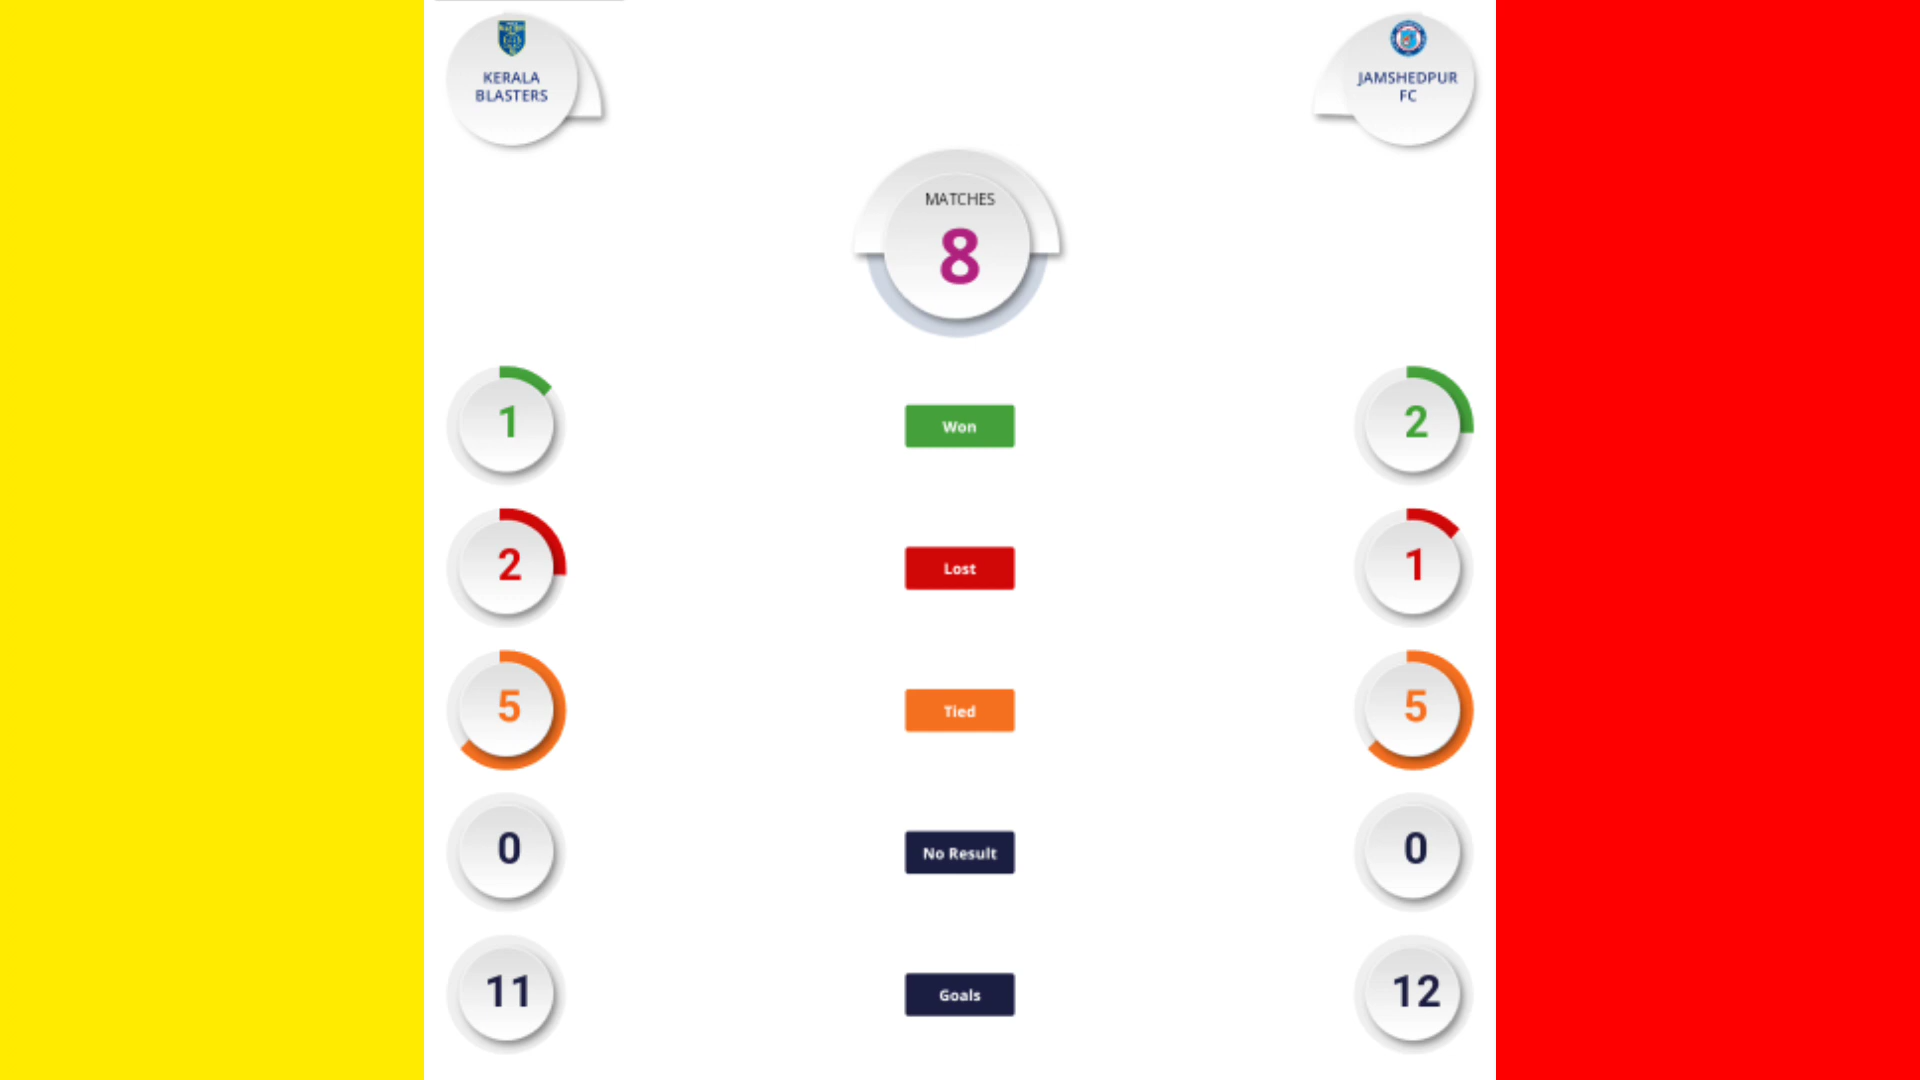 KERALA
BLASTERS
JAMSHEDPUR
FC
MATCHES
8
1 Won 2
2 Lost 1
5 Tied 5
0 No Result 0
11 Goals 12